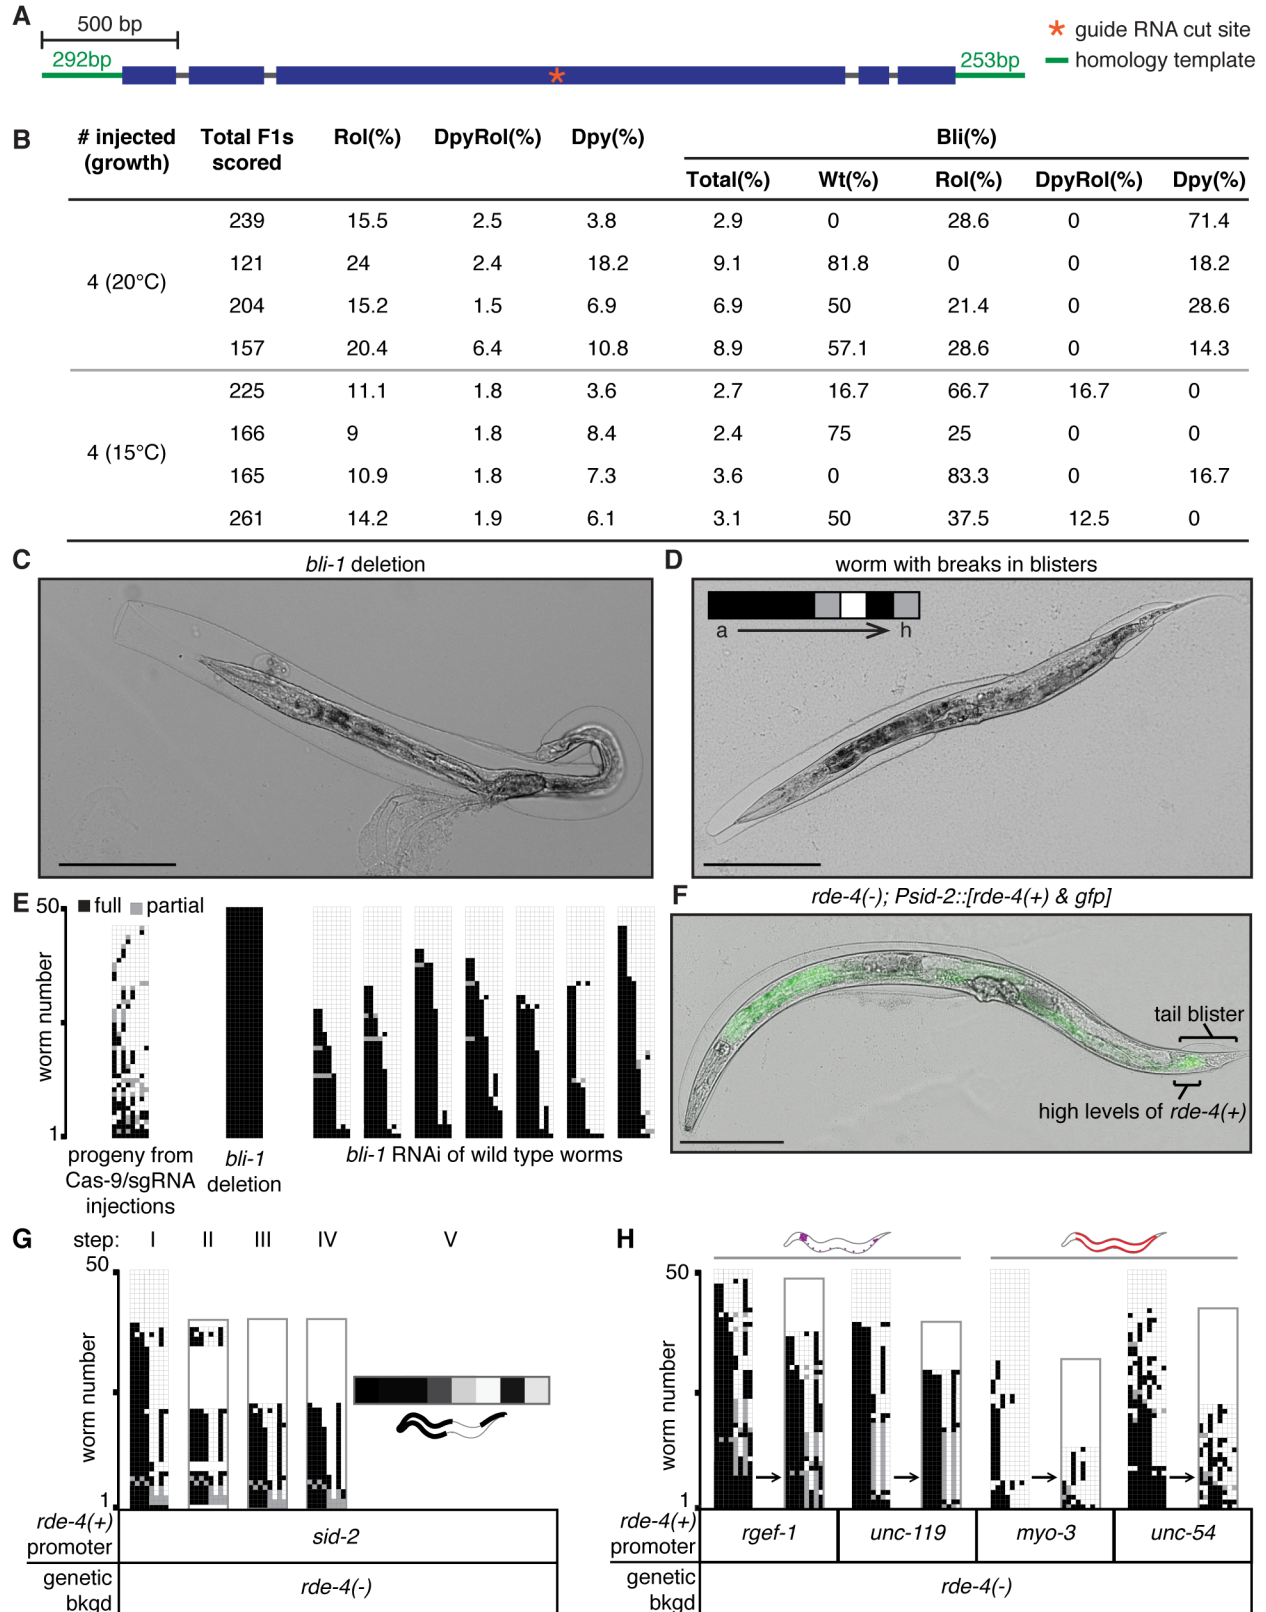 A
500 bp
292bp
253bp
* guide RNA cut site
homology template
B
# injected (growth) Total F1s scored Rol(%) DpyRol(%) Dpy(%) Bli(%)
Total(%) Wt(%) Rol(%) DpyRol(%) Dpy(%)
239 15.5 2.5 3.8 2.9 0 28.6 0 71.4
4 (20°C)
121 24 2.4 18.2 9.1 81.8 0 0 18.2
204 15.2 1.5 6.9 6.9 50 21.4 0 28.6
157 20.4 6.4 10.8 8.9 57.1 28.6 0 14.3
225 11.1 1.8 3.6 2.7 16.7 66.7 16.7 0
4 (15°C)
166 9 1.8 8.4 2.4 75 25 0 0
165 10.9 1.8 7.3 3.6 0 83.3 0 16.7
261 14.2 1.9 6.1 3.1 50 37.5 12.5 0
C
bli-1 deletion
D
worm with breaks in blisters
a h
E
full partial
50
worm number
1
progeny from
Cas-9/sgRNA
injections
bli-1
deletion
bli-1 RNAi of wild type worms
F
rde-4(-); Psid-2::[rde-4(+) & gfp]
tail blister
high levels of rde-4(+)
G
step: I II III IV V
50
worm number
1
rde-4(+)
promoter
sid-2
genetic
bkgd
rde-4(-)
H
50
worm number
1
rde-4(+)
promoter
rgef-1 unc-119 myo-3 unc-54
genetic
bkgd
rde-4(-)